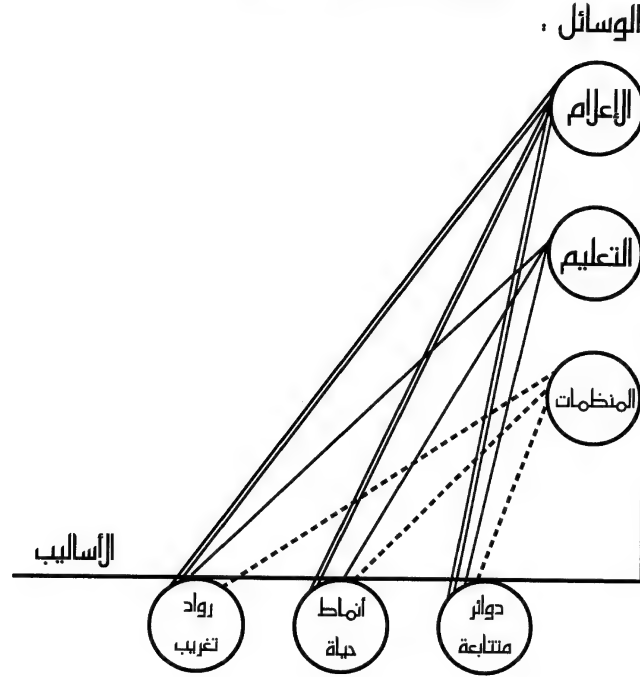 الوسائل :
الإعلام
التعليم
المنظمات
الأساليب
دوائر
متتابعة
أنماط
حياة
رواد
تغريب